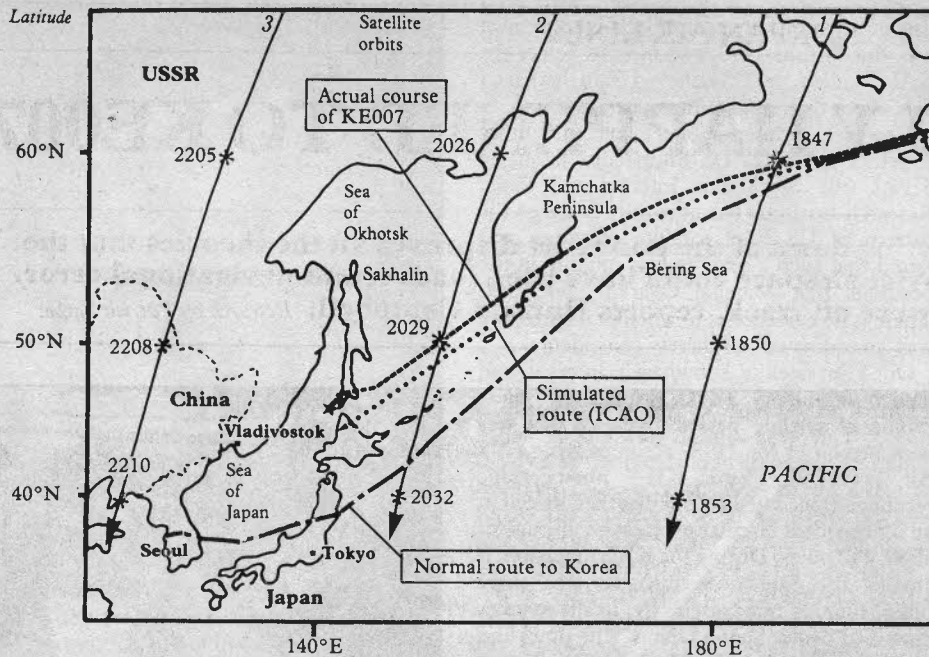 Latitude
3
Satellite
orbits
2
1
USSR
Actual course
of KE007
60°N
2205
2026
1847
Sea
of
Okhotsk
Kamchatka
Peninsula
Sakhalin
Bering Sea
50°N
2208
2029
1850
China
Simulated
route (ICAO)
Vladivostok
2210
Sea
of
Japan
PACIFIC
40°N
2032
1853
Seoul
Tokyo
Normal route to Korea
Japan
140°E
180°E